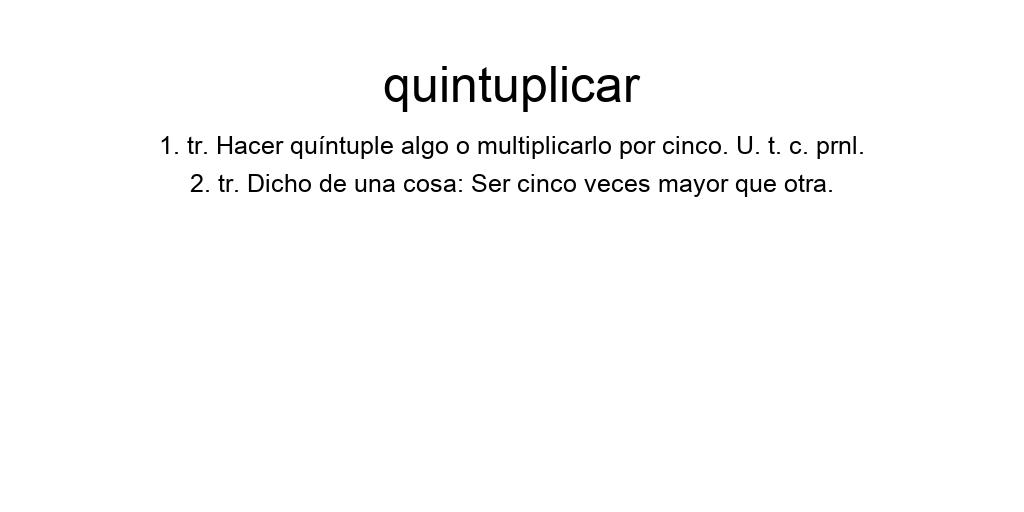 quintuplicar
1. tr. Hacer quíntuple algo o multiplicarlo por cinco. U. t. c. prnl.
2. tr. Dicho de una cosa: Ser cinco veces mayor que otra.